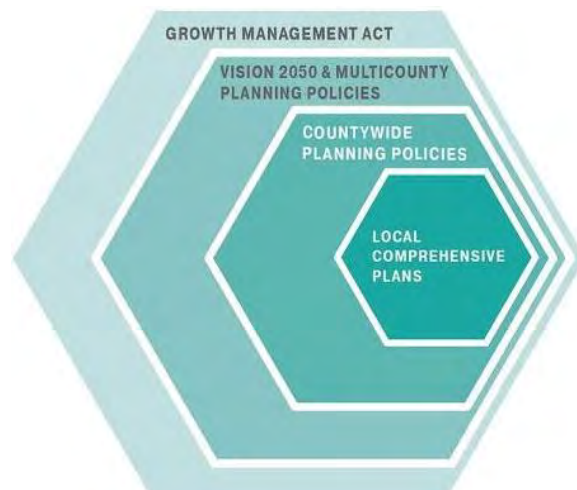 GROWTH MANAGEMENT ACT
VISION 2050 & MULTICOUNTY
PLANNING POLICIES
COUNTYWIDE
PLANNING POLICIES
LOCAL
COMPREHENSIVE
PLANS